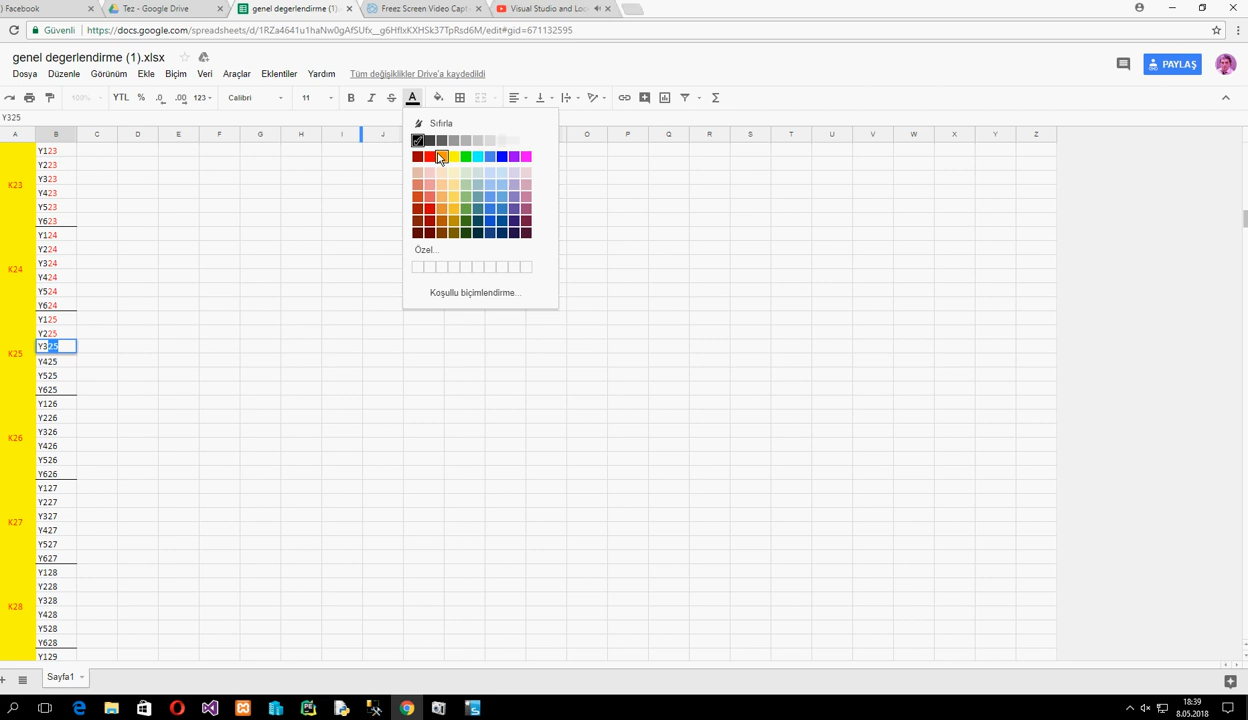 ) Facebook
Tez - Google Drive
genel degerlendirme (1).
Freez Screen Video Capt
Visual Studio and Loc
Güvenli
https://docs.google.com/spreadsheets/d/1RZa4641u1haNw0gAfSUfx__g6HflxKXHSk37TpRsd6M/edit#gid=671132595
genel degerlendirme (1).xlsx
PAYLAŞ
Dosya Düzenle Görünüm Ekle Biçim Veri Araçlar Eklentiler Yardım Tüm değişiklikler Drive'a kaydedildi
100% YTL % .0 .00 123 Calibri 11 B I S A
Y325
Sıfırla
Özel...
Koşullu biçimlendirme...
A B C D E F G H I J O P Q R S T U V W X Y Z
Y123
Y223
K23
Y323
Y423
Y523
Y623
Y124
Y224
K24
Y324
Y424
Y524
Y624
Y125
Y225
K25
Y325
Y425
Y525
Y625
Y126
Y226
K26
Y326
Y426
Y526
Y626
Y127
Y227
K27
Y327
Y427
Y527
Y627
Y128
Y228
K28
Y328
Y428
Y528
Y628
Y129
Sayfa1
18:39
8.05.2018